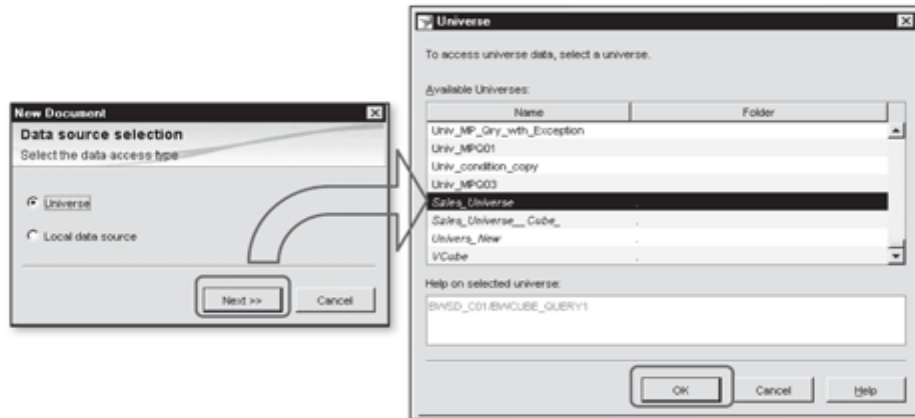 New Document
Data source selection
Select the data access type
Universe
Local data source
Next >>
Cancel
Universe
To access universe data, select a universe.
Available Universes:
Name Folder
Univ_MP_Qry_wth_Exception
Univ_MPQ01
Univ_condition_copy
Univ_MPQ03
Sales_Universe .
Sales_Universe__Cube_ .
Univers_New .
VCube .
Help on selected universe:
BWSD_C01/BWCUBE_QUERY1
OK
Cancel
Help